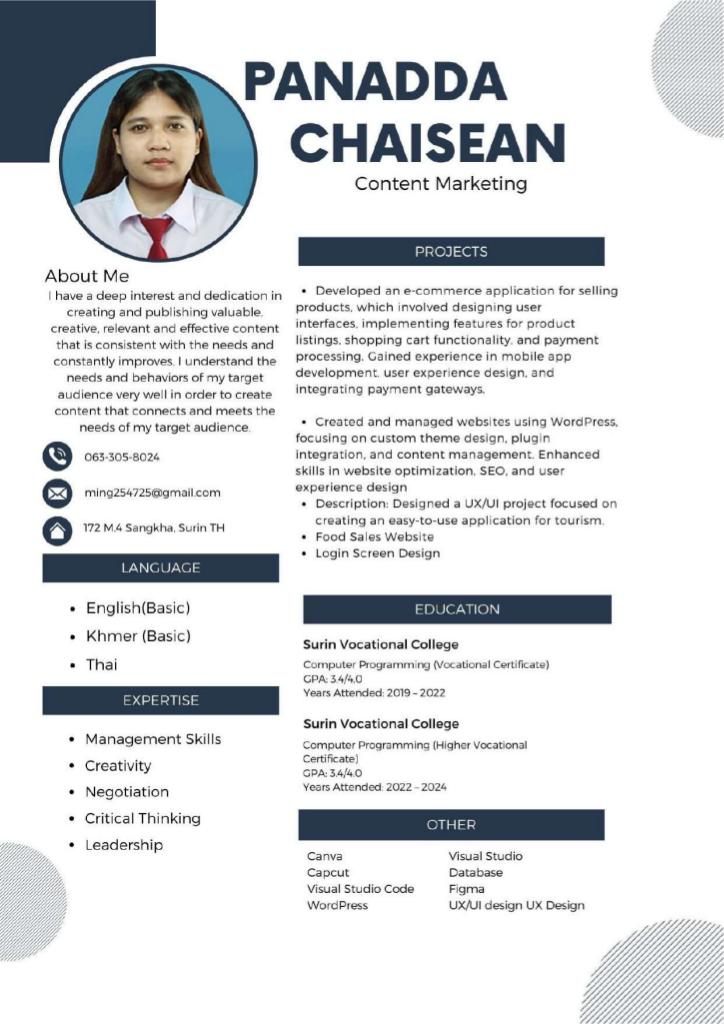 PANADDA
CHAISEAN
Content Marketing
About Me
I have a deep interest and dedication in
creating and publishing valuable,
creative, relevant and effective content
that is consistent with the needs and
constantly improves. I understand the
needs and behaviors of my target
audience very well in order to create
content that connects and meets the
needs of my target audience.
063-305-8024
ming254725@gmail.com
172 M.4 Sangkha, Surin TH
LANGUAGE
• English(Basic)
• Khmer (Basic)
• Thai
EXPERTISE
• Management Skills
• Creativity
• Negotiation
• Critical Thinking
• Leadership
PROJECTS
• Developed an e-commerce application for selling
products, which involved designing user
interfaces, implementing features for product
listings, shopping cart functionality, and payment
processing. Gained experience in mobile app
development, user experience design, and
integrating payment gateways.
• Created and managed websites using WordPress,
focusing on custom theme design, plugin
integration, and content management. Enhanced
skills in website optimization, SEO, and user
experience design
• Description: Designed a UX/UI project focused on
creating an easy-to-use application for tourism.
• Food Sales Website
• Login Screen Design
EDUCATION
Surin Vocational College
Computer Programming (Vocational Certificate)
GPA: 3.4/4.0
Years Attended: 2019 – 2022
Surin Vocational College
Computer Programming (Higher Vocational
Certificate)
GPA: 3.4/4.0
Years Attended: 2022 – 2024
OTHER
Canva
Capcut
Visual Studio Code
WordPress
Visual Studio
Database
Figma
UX/UI design UX Design